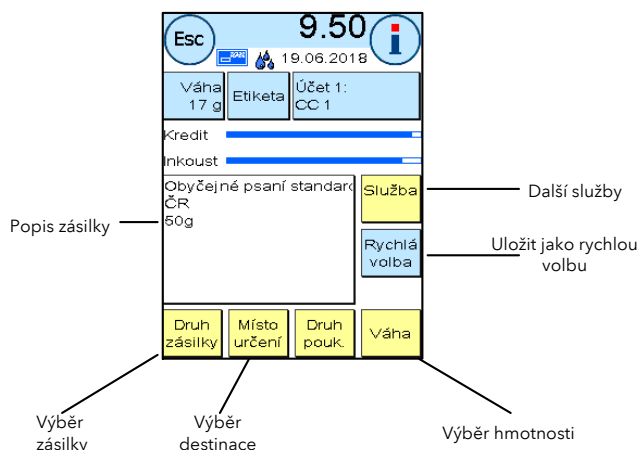 Esc
9.50
i
19.06.2018
Váha
17 g
Etiketa
Účet 1:
CC 1
Kredit
Inkoust
Obyčejné psaní standard
ČR
50g
Služba
Další služby
Popis zásilky
Rychlá
volba
Uložit jako rychlou
volbu
Druh
zásilky
Místo
určení
Druh
pouk.
Váha
Výběr
zásilky
Výběr
destinace
Výběr hmotnosti